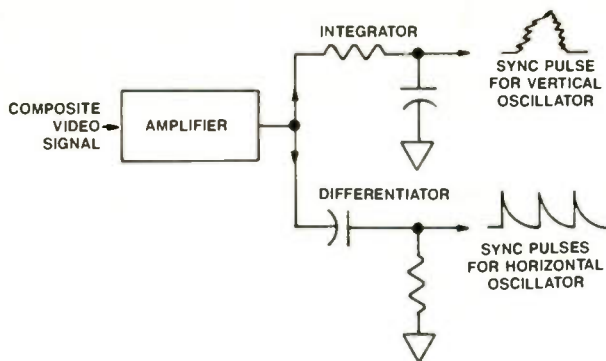 INTEGRATOR
SYNC PULSE
FOR VERTICAL
OSCILLATOR
COMPOSITE
VIDEO
SIGNAL
AMPLIFIER
DIFFERENTIATOR
SYNC PULSES
FOR HORIZONTAL
OSCILLATOR